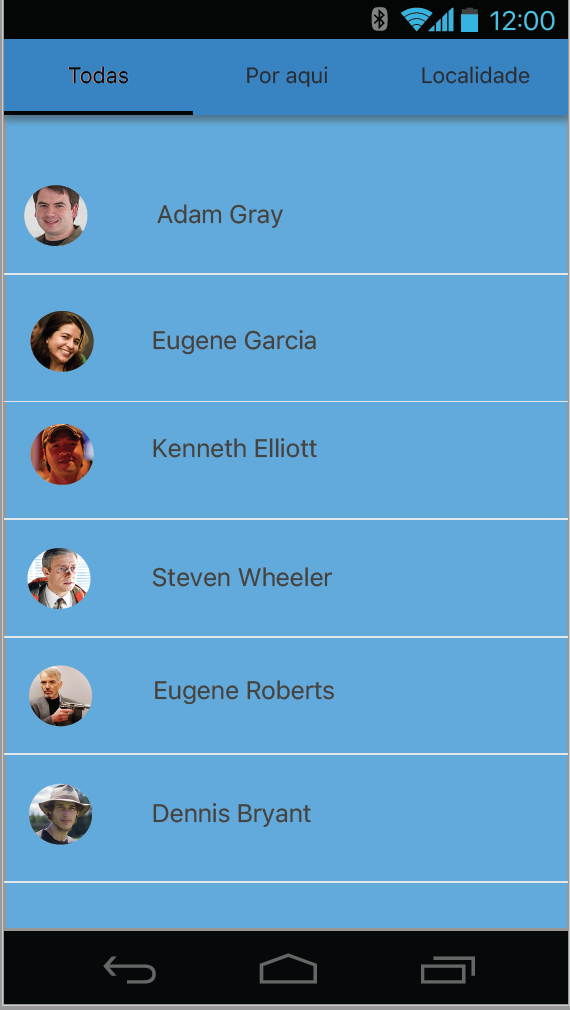 12:00
Todas Por aqui Localidade
Adam Gray
Eugene Garcia
Kenneth Elliott
Steven Wheeler
Eugene Roberts
Dennis Bryant